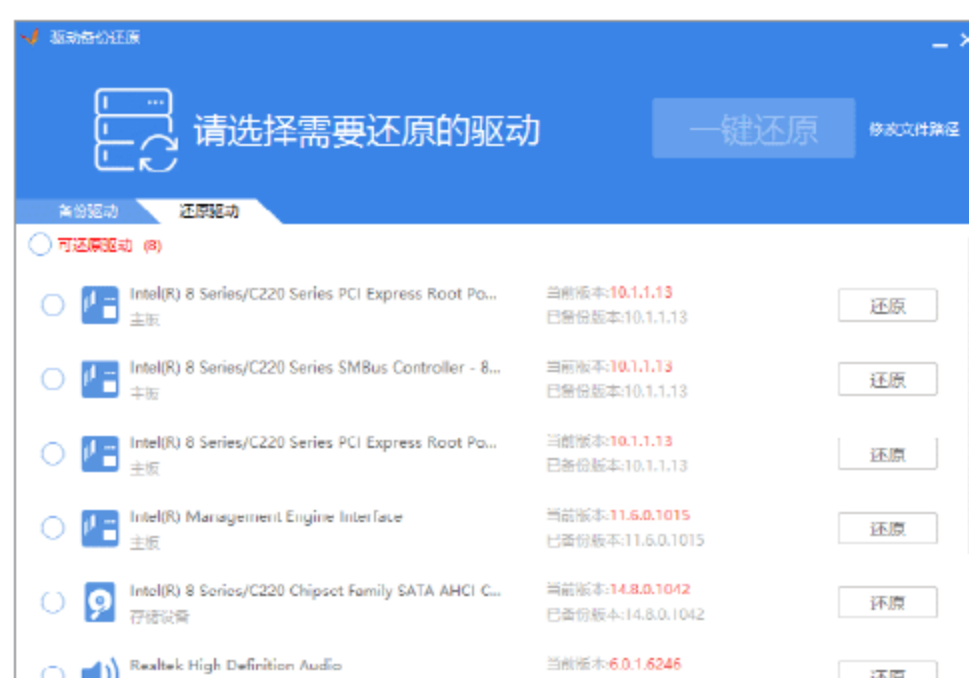 驱动备份还原
请选择需要还原的驱动
一键还原
修改文件路径
备份驱动
还原驱动
可还原驱动 (8)
Intel(R) 8 Series/C220 Series PCI Express Root Po...
主板
当前版本:10.1.1.13
已备份版本:10.1.1.13
还原
Intel(R) 8 Series/C220 Series SMBus Controller - 8...
主板
当前版本:10.1.1.13
已备份版本:10.1.1.13
还原
Intel(R) 8 Series/C220 Series PCI Express Root Po...
主板
当前版本:10.1.1.13
已备份版本:10.1.1.13
还原
Intel(R) Management Engine Interface
主板
当前版本:11.6.0.1015
已备份版本:11.6.0.1015
还原
Intel(R) 8 Series/C220 Chipset Family SATA AHCI C...
存储设备
当前版本:14.8.0.1042
已备份版本:14.8.0.1042
还原
Realtek High Definition Audio
当前版本:6.0.1.6246
还原